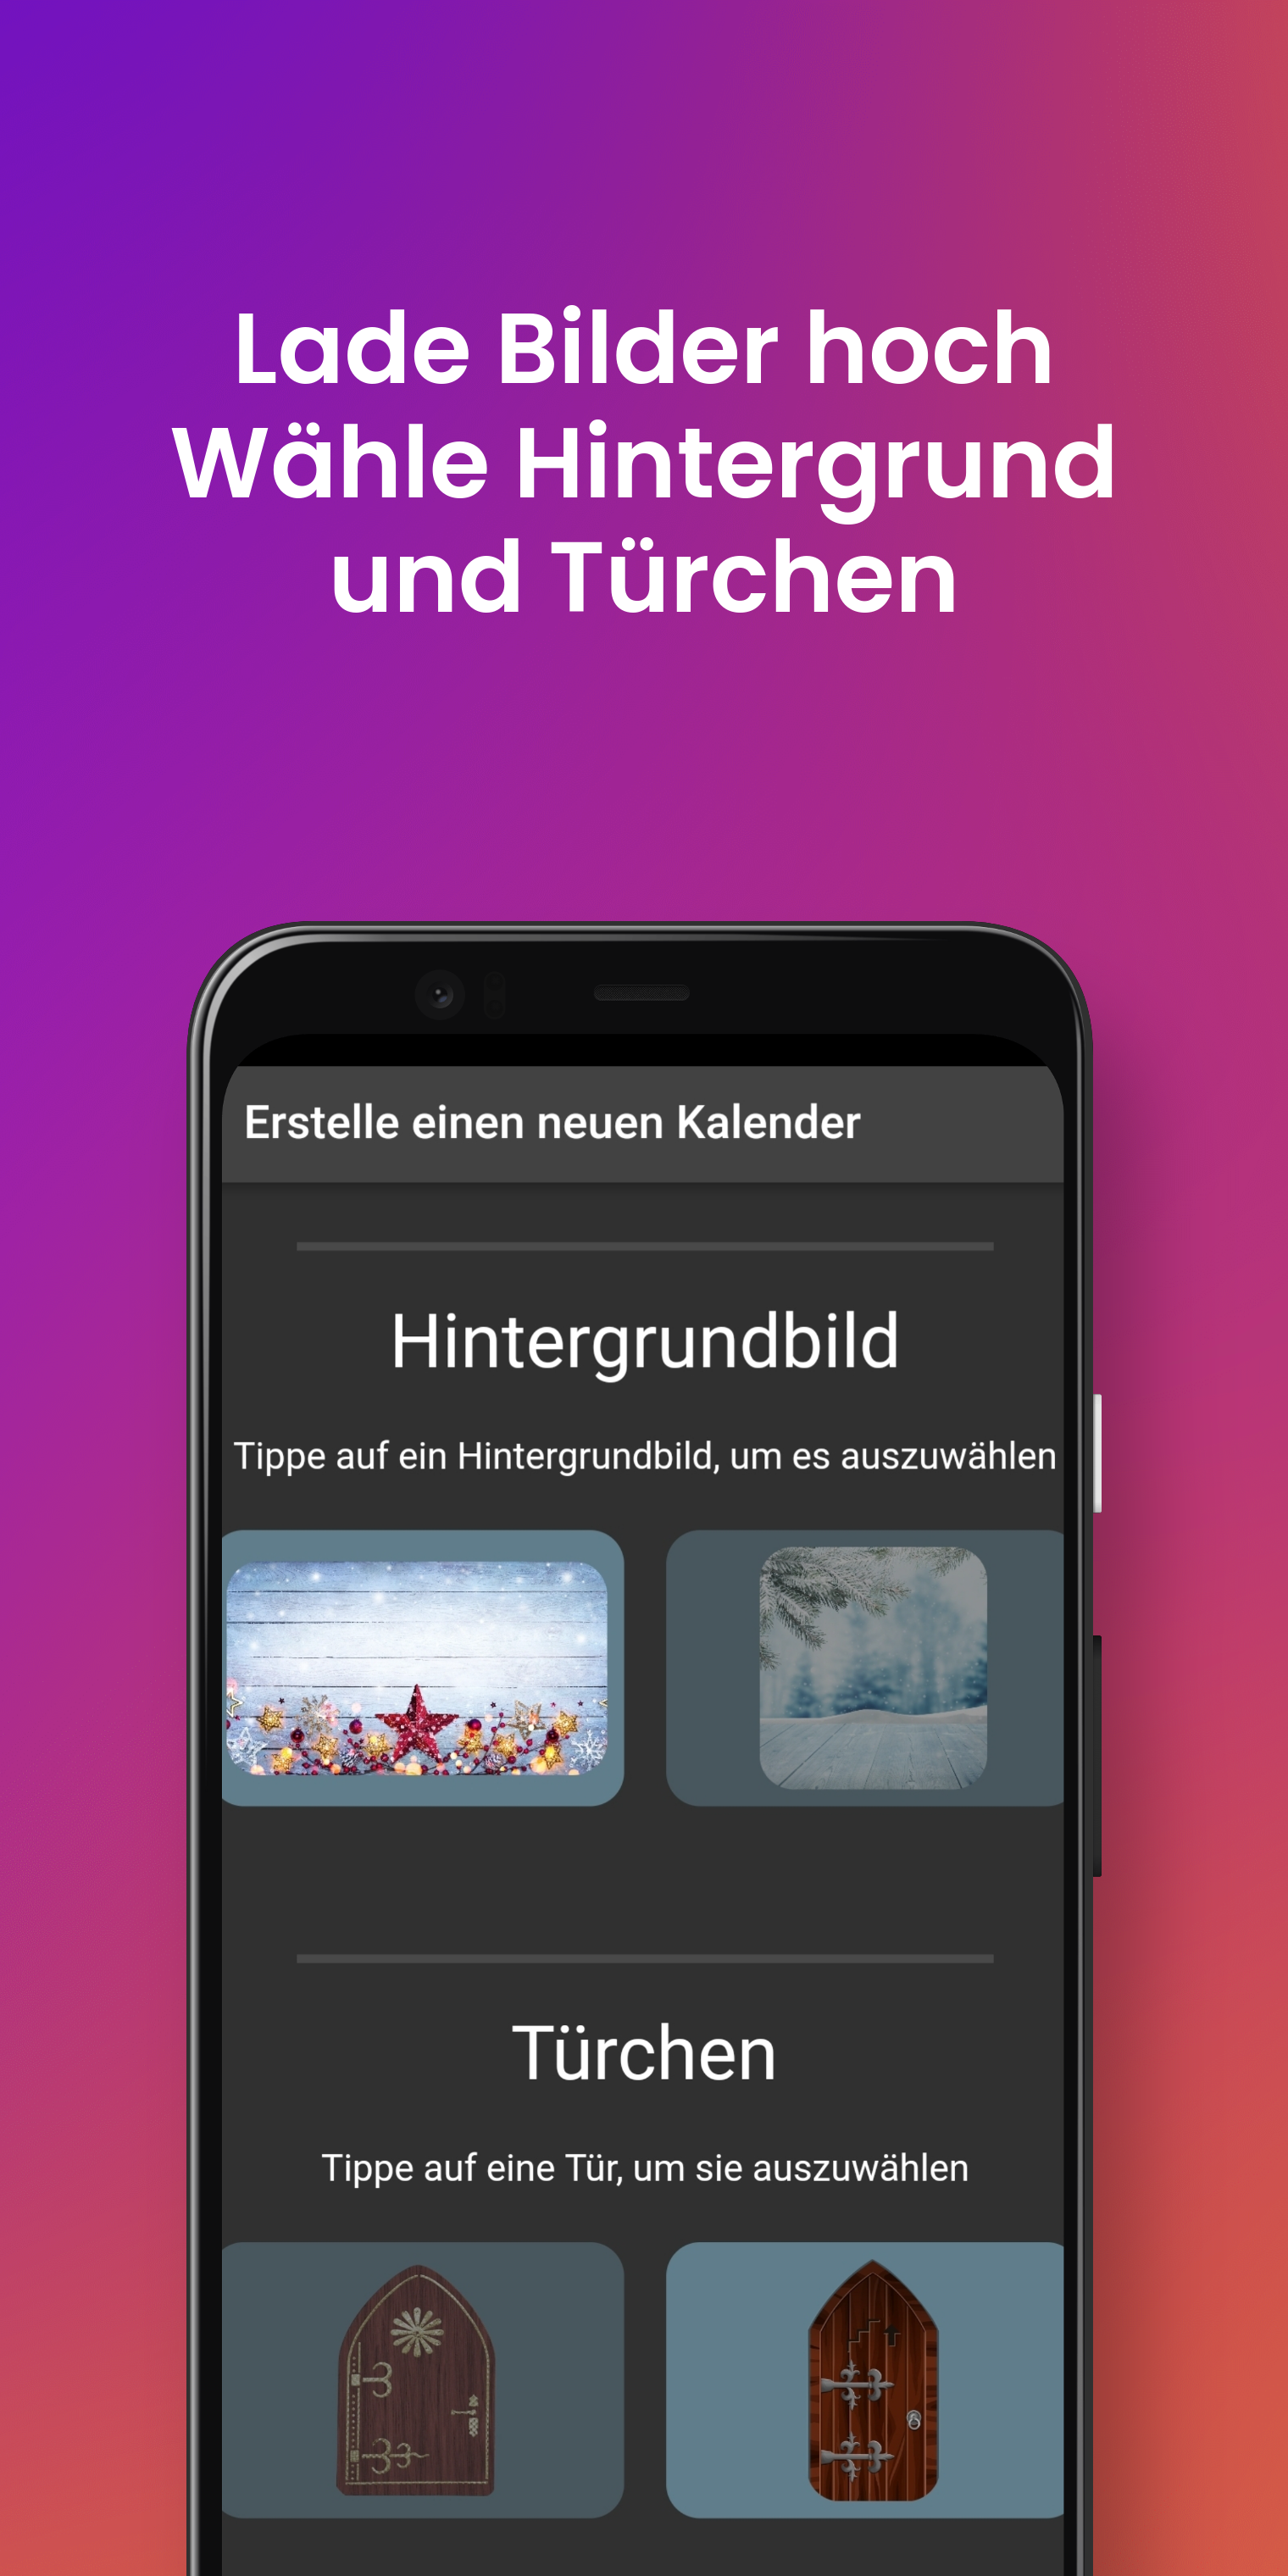 Lade Bilder hoch
Wähle Hintergrund
und Türchen
Erstelle einen neuen Kalender
Hintergrundbild
Tippe auf ein Hintergrundbild, um es auszuwählen
Türchen
Tippe auf eine Tür, um sie auszuwählen